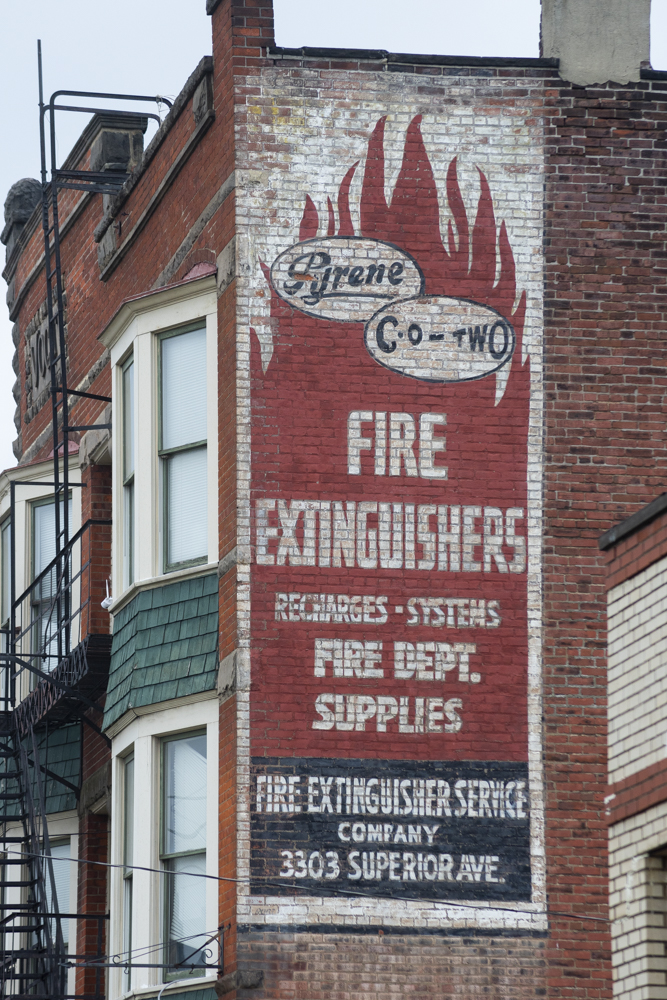 Pyrene
C-O-TWO
FIRE
EXTINGUISHERS
RECHARGES - SYSTEMS
FIRE DEPT.
SUPPLIES
FIRE EXTINGUISHER SERVICE
COMPANY
3303 SUPERIOR AVE.